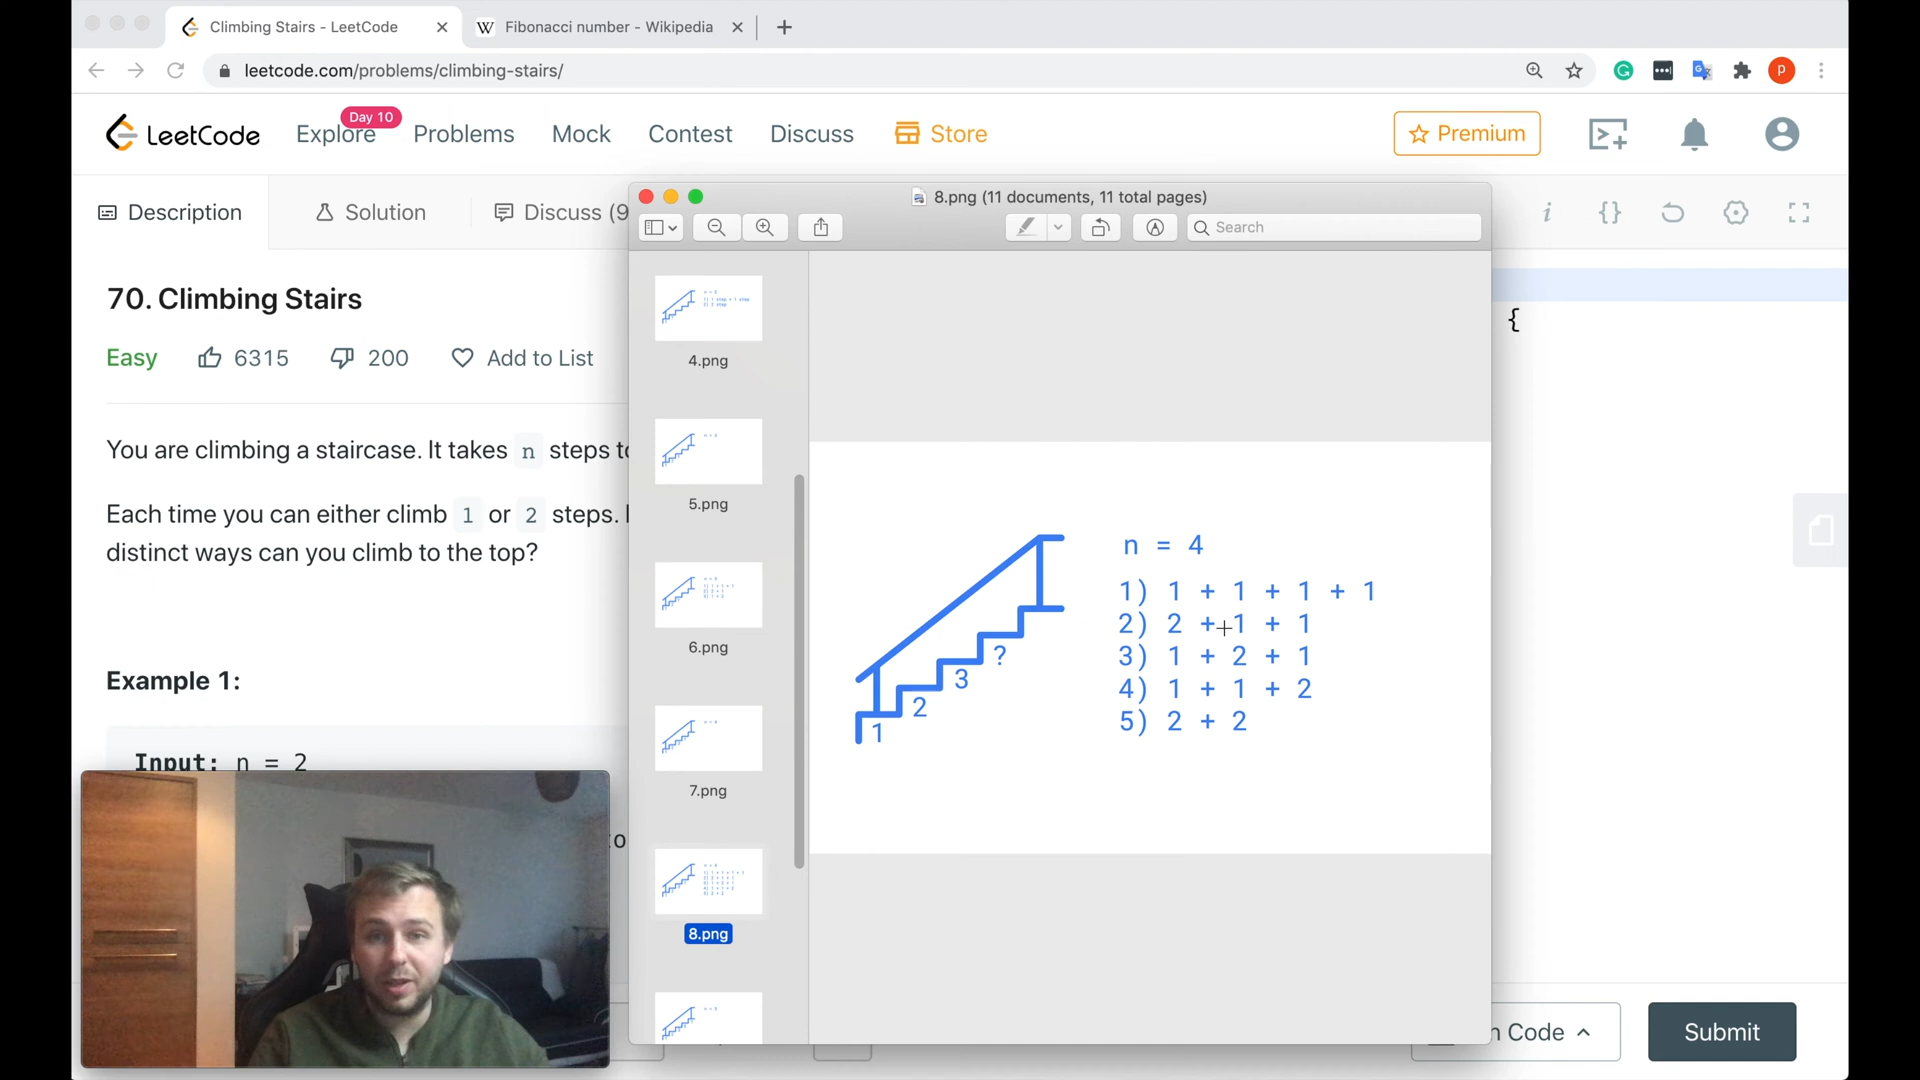 Climbing Stairs - LeetCode
Fibonacci number - Wikipedia
leetcode.com/problems/climbing-stairs/
P
LeetCode
Explore
Day 10
Problems
Mock
Contest
Discuss
Store
Premium
Description
Solution
Discuss (9
8.png (11 documents, 11 total pages)
Search
70. Climbing Stairs
Easy
6315
200
Add to List
You are climbing a staircase. It takes n steps to
Each time you can either climb 1 or 2 steps.
distinct ways can you climb to the top?
Example 1:
Input: n = 2
to
4.png
5.png
6.png
7.png
8.png
1
2
3
?
n = 4
1) 1 + 1 + 1 + 1
2) 2 + 1 + 1
3) 1 + 2 + 1
4) 1 + 1 + 2
5) 2 + 2
{
Code
Submit